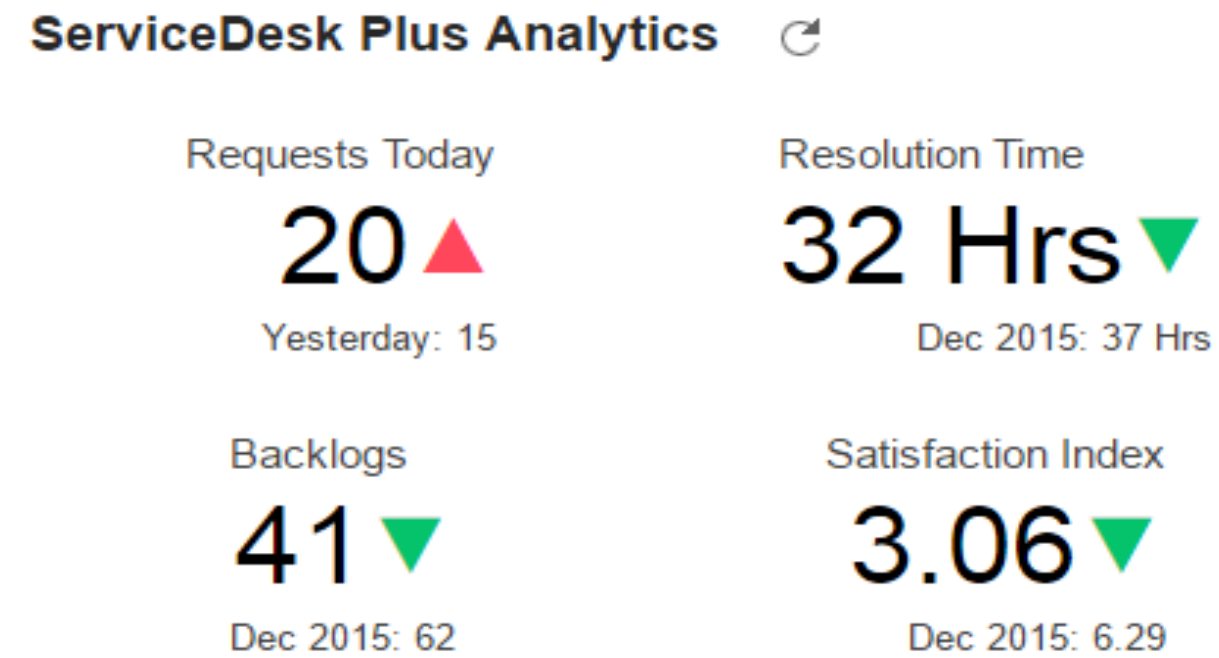 ServiceDesk Plus Analytics
Requests Today
20
Yesterday: 15
Resolution Time
32 Hrs
Dec 2015: 37 Hrs
Backlogs
41
Dec 2015: 62
Satisfaction Index
3.06
Dec 2015: 6.29